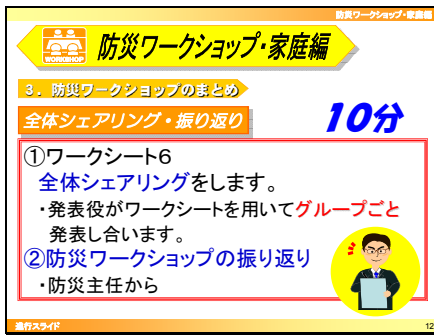 防災ワークショップ・家庭編
WORKSHOP
防災ワークショップ・家庭編
3．防災ワークショップのまとめ
全体シェアリング・振り返り
10分
①ワークシート6
全体シェアリングをします。
・発表役がワークシートを用いてグループごと
発表し合います。
②防災ワークショップの振り返り
・防災主任から
進行スライド
12